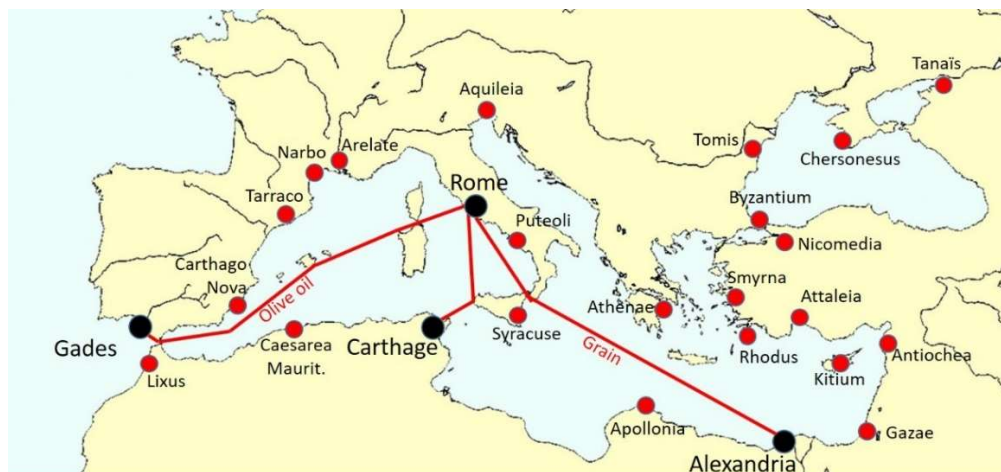 Tanaïs
Aquileia
Tomis
Chersonesus
Narbo
Arelate
Tarraco
Rome
Byzantium
Puteoli
Nicomedia
Carthago
Nova
Olive oil
Smyrna
Attaleia
Athenae
Gades
Caesarea
Maurit.
Carthage
Syracuse
Grain
Rhodus
Antiochea
Kitium
Lixus
Apollonia
Gazae
Alexandria